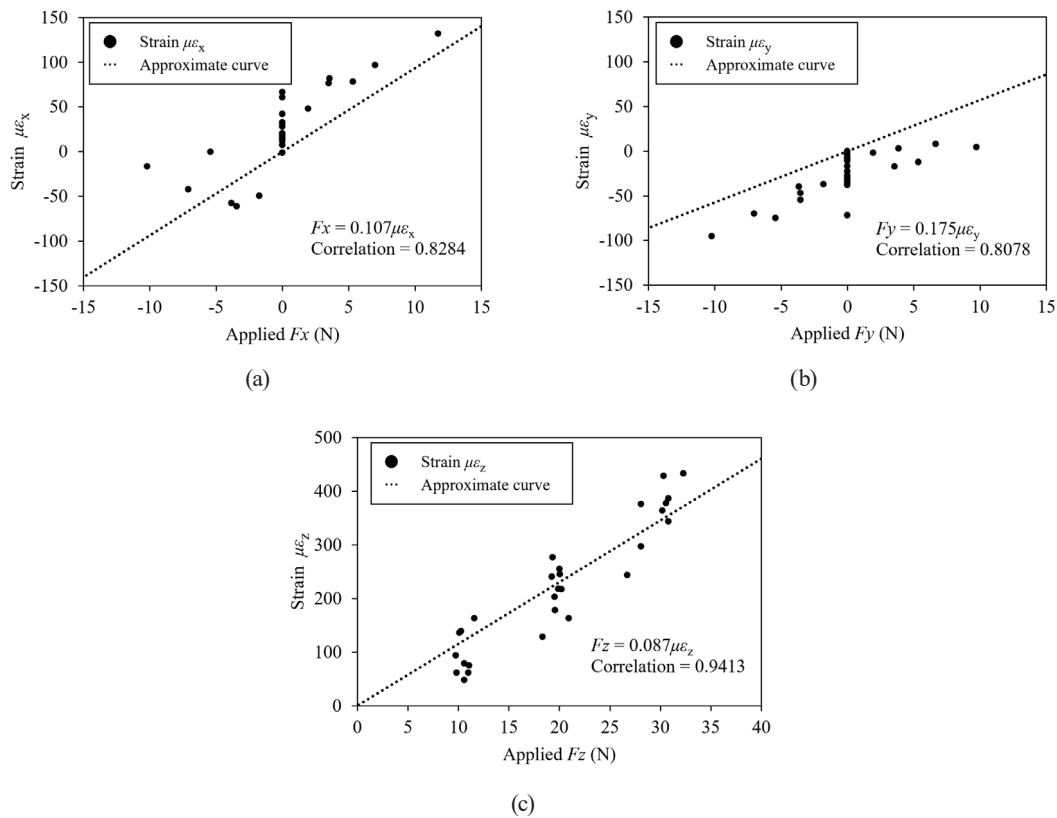 150
100
50
0
-50
-100
-150
Strain με_x
Strain με_x
Approximate curve
Fx = 0.107με_x
Correlation = 0.8284
-15 -10 -5 0 5 10 15
Applied Fx (N)
(a)
150
100
50
0
-50
-100
-150
Strain με_y
Strain με_y
Approximate curve
Fy = 0.175με_y
Correlation = 0.8078
-15 -10 -5 0 5 10 15
Applied Fy (N)
(b)
500
400
300
200
100
0
Strain με_z
Strain με_z
Approximate curve
Fz = 0.087με_z
Correlation = 0.9413
0 5 10 15 20 25 30 35 40
Applied Fz (N)
(c)